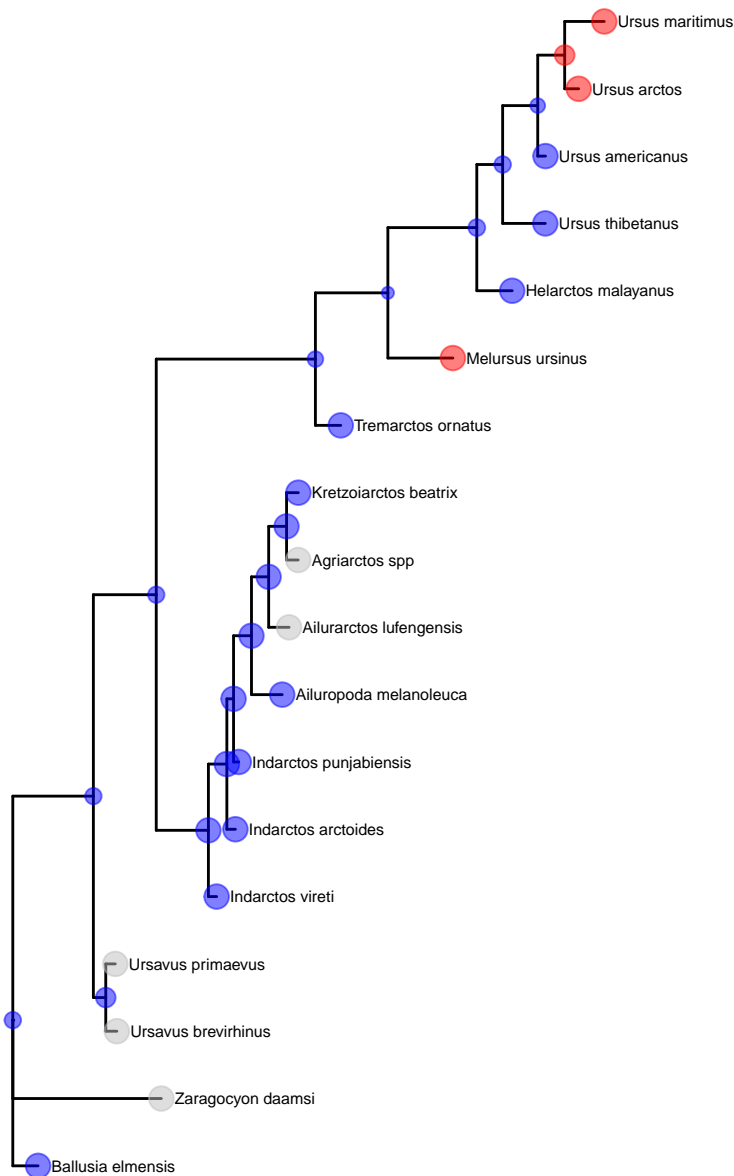 Ursus maritimus
Ursus arctos
Ursus americanus
Ursus thibetanus
Helarctos malayanus
Melursus ursinus
Tremarctos ornatus
Kretzoiarctos beatrix
Agriarctos spp
Ailurarctos lufengensis
Ailuropoda melanoleuca
Indarctos punjabiensis
Indarctos arctoides
Indarctos vireti
Ursavus primaevus
Ursavus brevirhinus
Zaragocyon daamsi
Ballusia elmensis